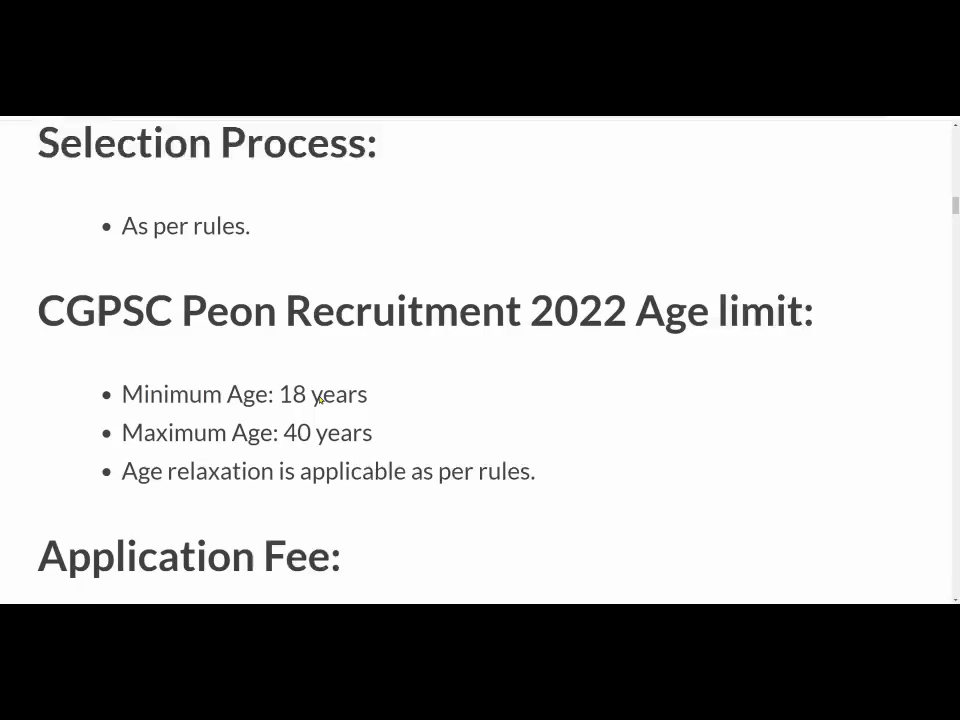 Selection Process:
As per rules.
CGPSC Peon Recruitment 2022 Age limit:
Minimum Age: 18 years
Maximum Age: 40 years
Age relaxation is applicable as per rules.
Application Fee: